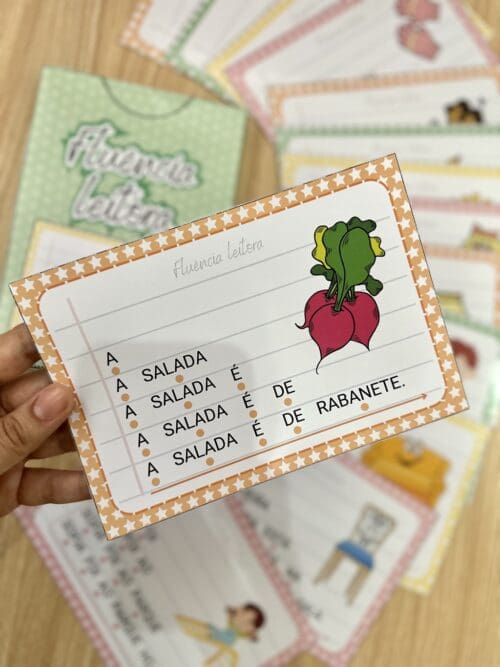 Fluência
leitora
Fluência leitora
A
A SALADA
A SALADA É
A SALADA É DE
A SALADA É DE RABANETE.